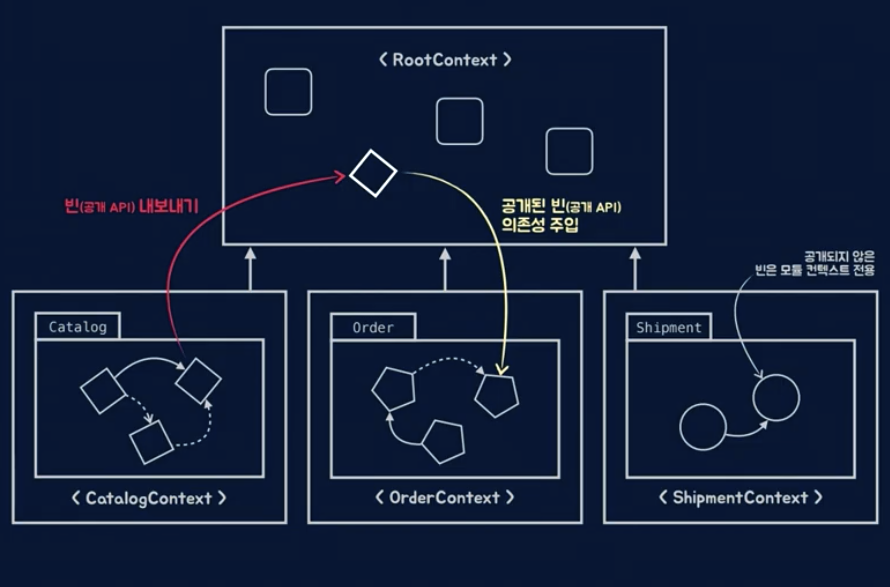 < RootContext >
빈(공개 API) 내보내기
공개된 빈(공개 API)
의존성 주입
공개되지 않은
빈은 모듈 컨텍스트 전용
Catalog
Order
Shipment
< CatalogContext >
< OrderContext >
< ShipmentContext >